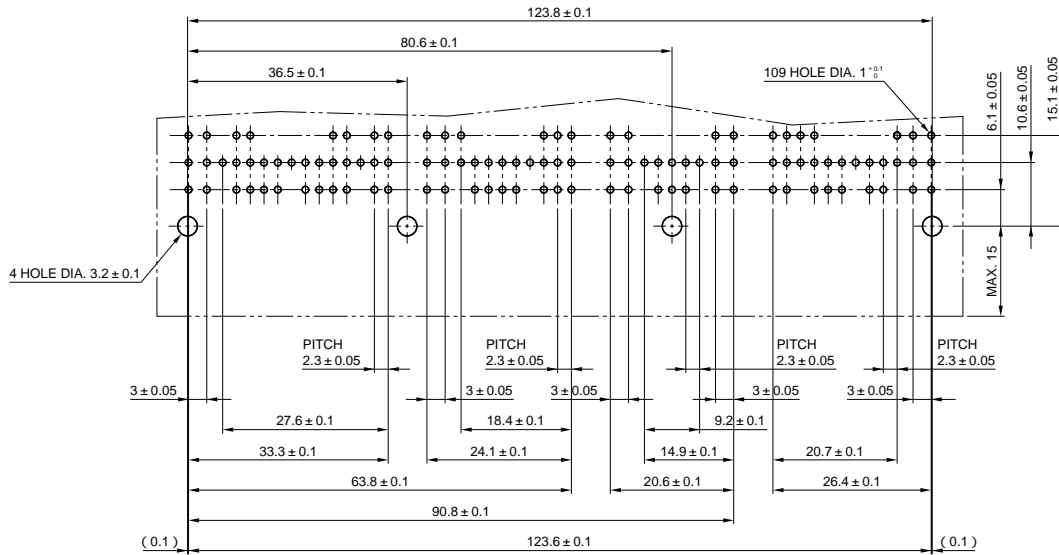 123.8 ± 0.1
80.6 ± 0.1
36.5 ± 0.1
109 HOLE DIA. 1 +0.1 0
6.1 ± 0.05
10.6 ± 0.05
15.1 ± 0.05
4 HOLE DIA. 3.2 ± 0.1
MAX. 15
PITCH
2.3 ± 0.05
PITCH
2.3 ± 0.05
PITCH
2.3 ± 0.05
PITCH
2.3 ± 0.05
3 ± 0.05
3 ± 0.05
3 ± 0.05
3 ± 0.05
3 ± 0.05
27.6 ± 0.1
18.4 ± 0.1
9.2 ± 0.1
33.3 ± 0.1
24.1 ± 0.1
14.9 ± 0.1
20.7 ± 0.1
63.8 ± 0.1
20.6 ± 0.1
26.4 ± 0.1
90.8 ± 0.1
( 0.1 )
123.6 ± 0.1
( 0.1 )